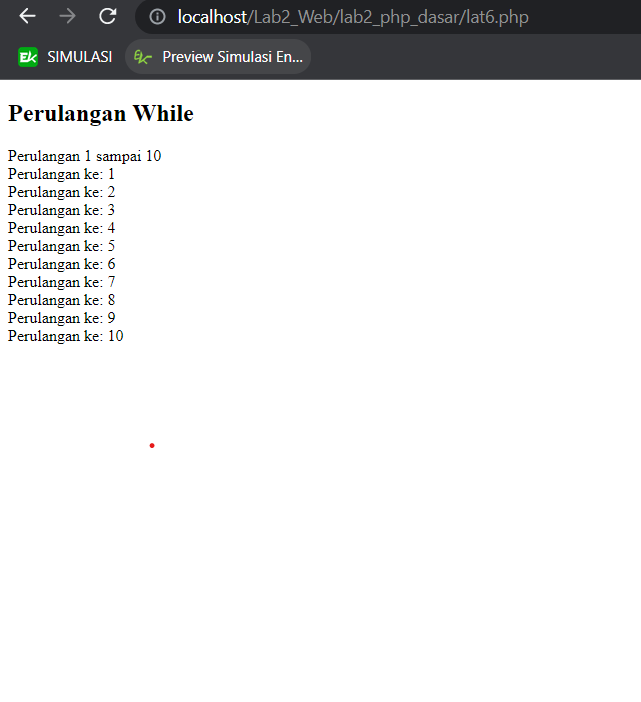 localhost/Lab2_Web/lab2_php_dasar/lat6.php
EK SIMULASI EK Preview Simulasi En...
Perulangan While
Perulangan 1 sampai 10
Perulangan ke: 1
Perulangan ke: 2
Perulangan ke: 3
Perulangan ke: 4
Perulangan ke: 5
Perulangan ke: 6
Perulangan ke: 7
Perulangan ke: 8
Perulangan ke: 9
Perulangan ke: 10